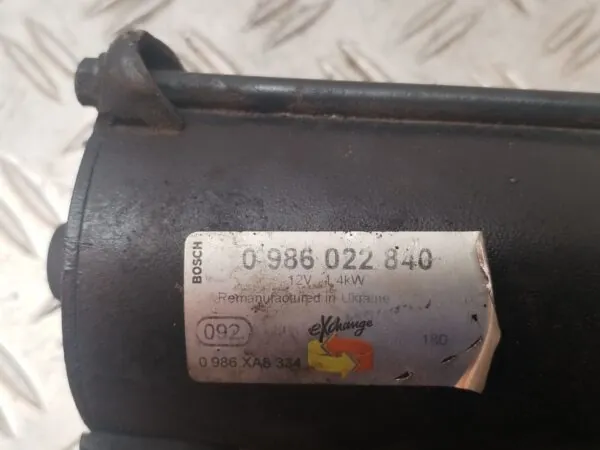 BOSCH
0 986 022 840
12V 1.4kW
Remanufactured in Ukraine
092
eXchange
180
0 986 XA8 334